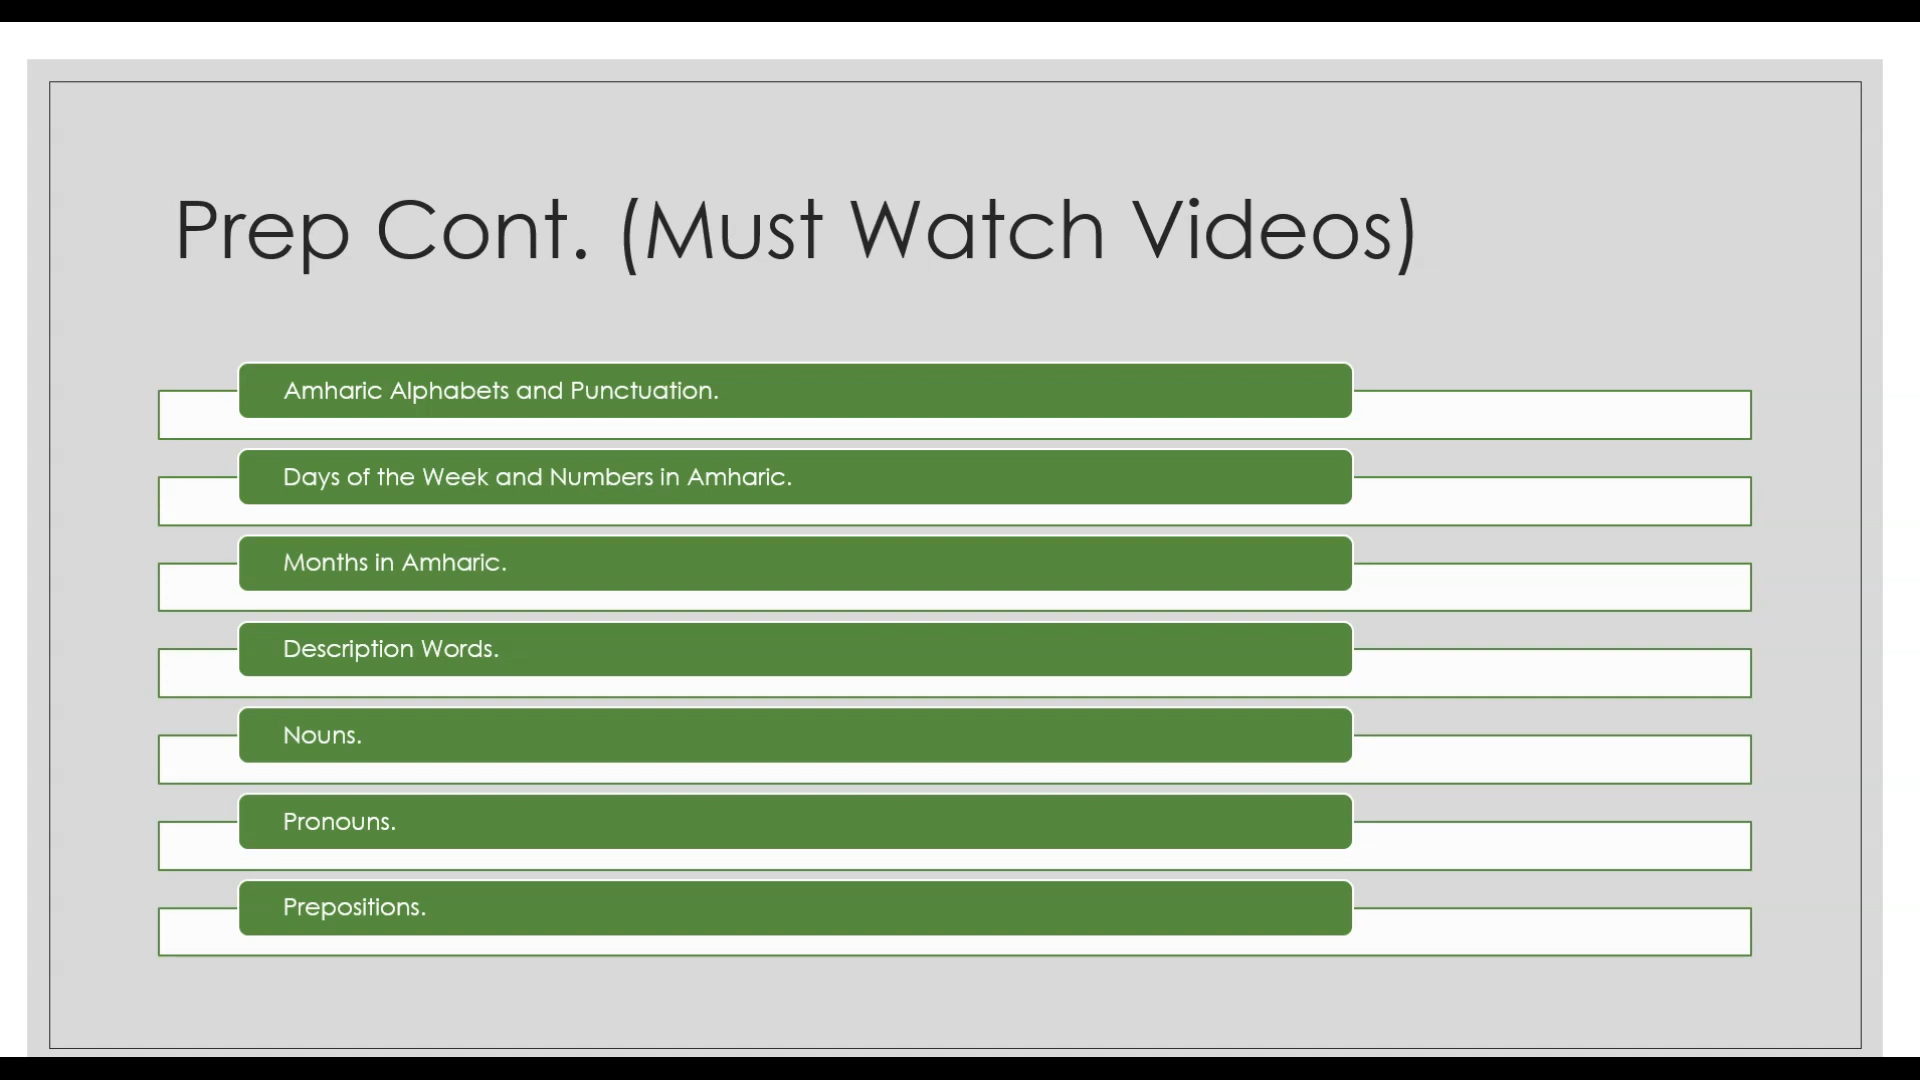 Prep Cont. (Must Watch Videos)
Amharic Alphabets and Punctuation.
Days of the Week and Numbers in Amharic.
Months in Amharic.
Description Words.
Nouns.
Pronouns.
Prepositions.